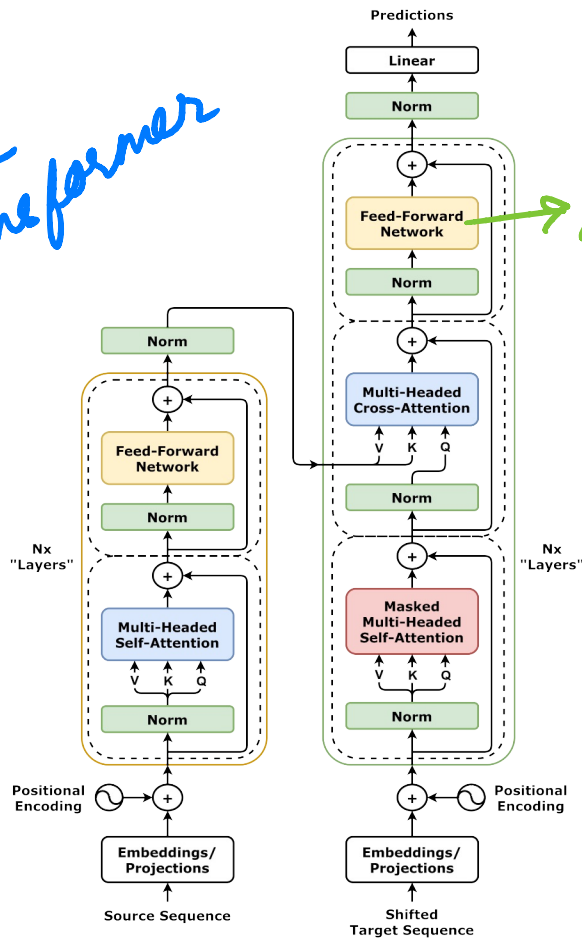 Predictions
Linear
Norm
Feed-Forward
Network
Norm
Multi-Headed
Cross-Attention
V K Q
Norm
Masked
Multi-Headed
Self-Attention
V K Q
Norm
Nx
"Layers"
Positional
Encoding
Embeddings/
Projections
Shifted
Target Sequence
Norm
Feed-Forward
Network
Norm
Multi-Headed
Self-Attention
V K Q
Norm
Nx
"Layers"
Positional
Encoding
Embeddings/
Projections
Source Sequence